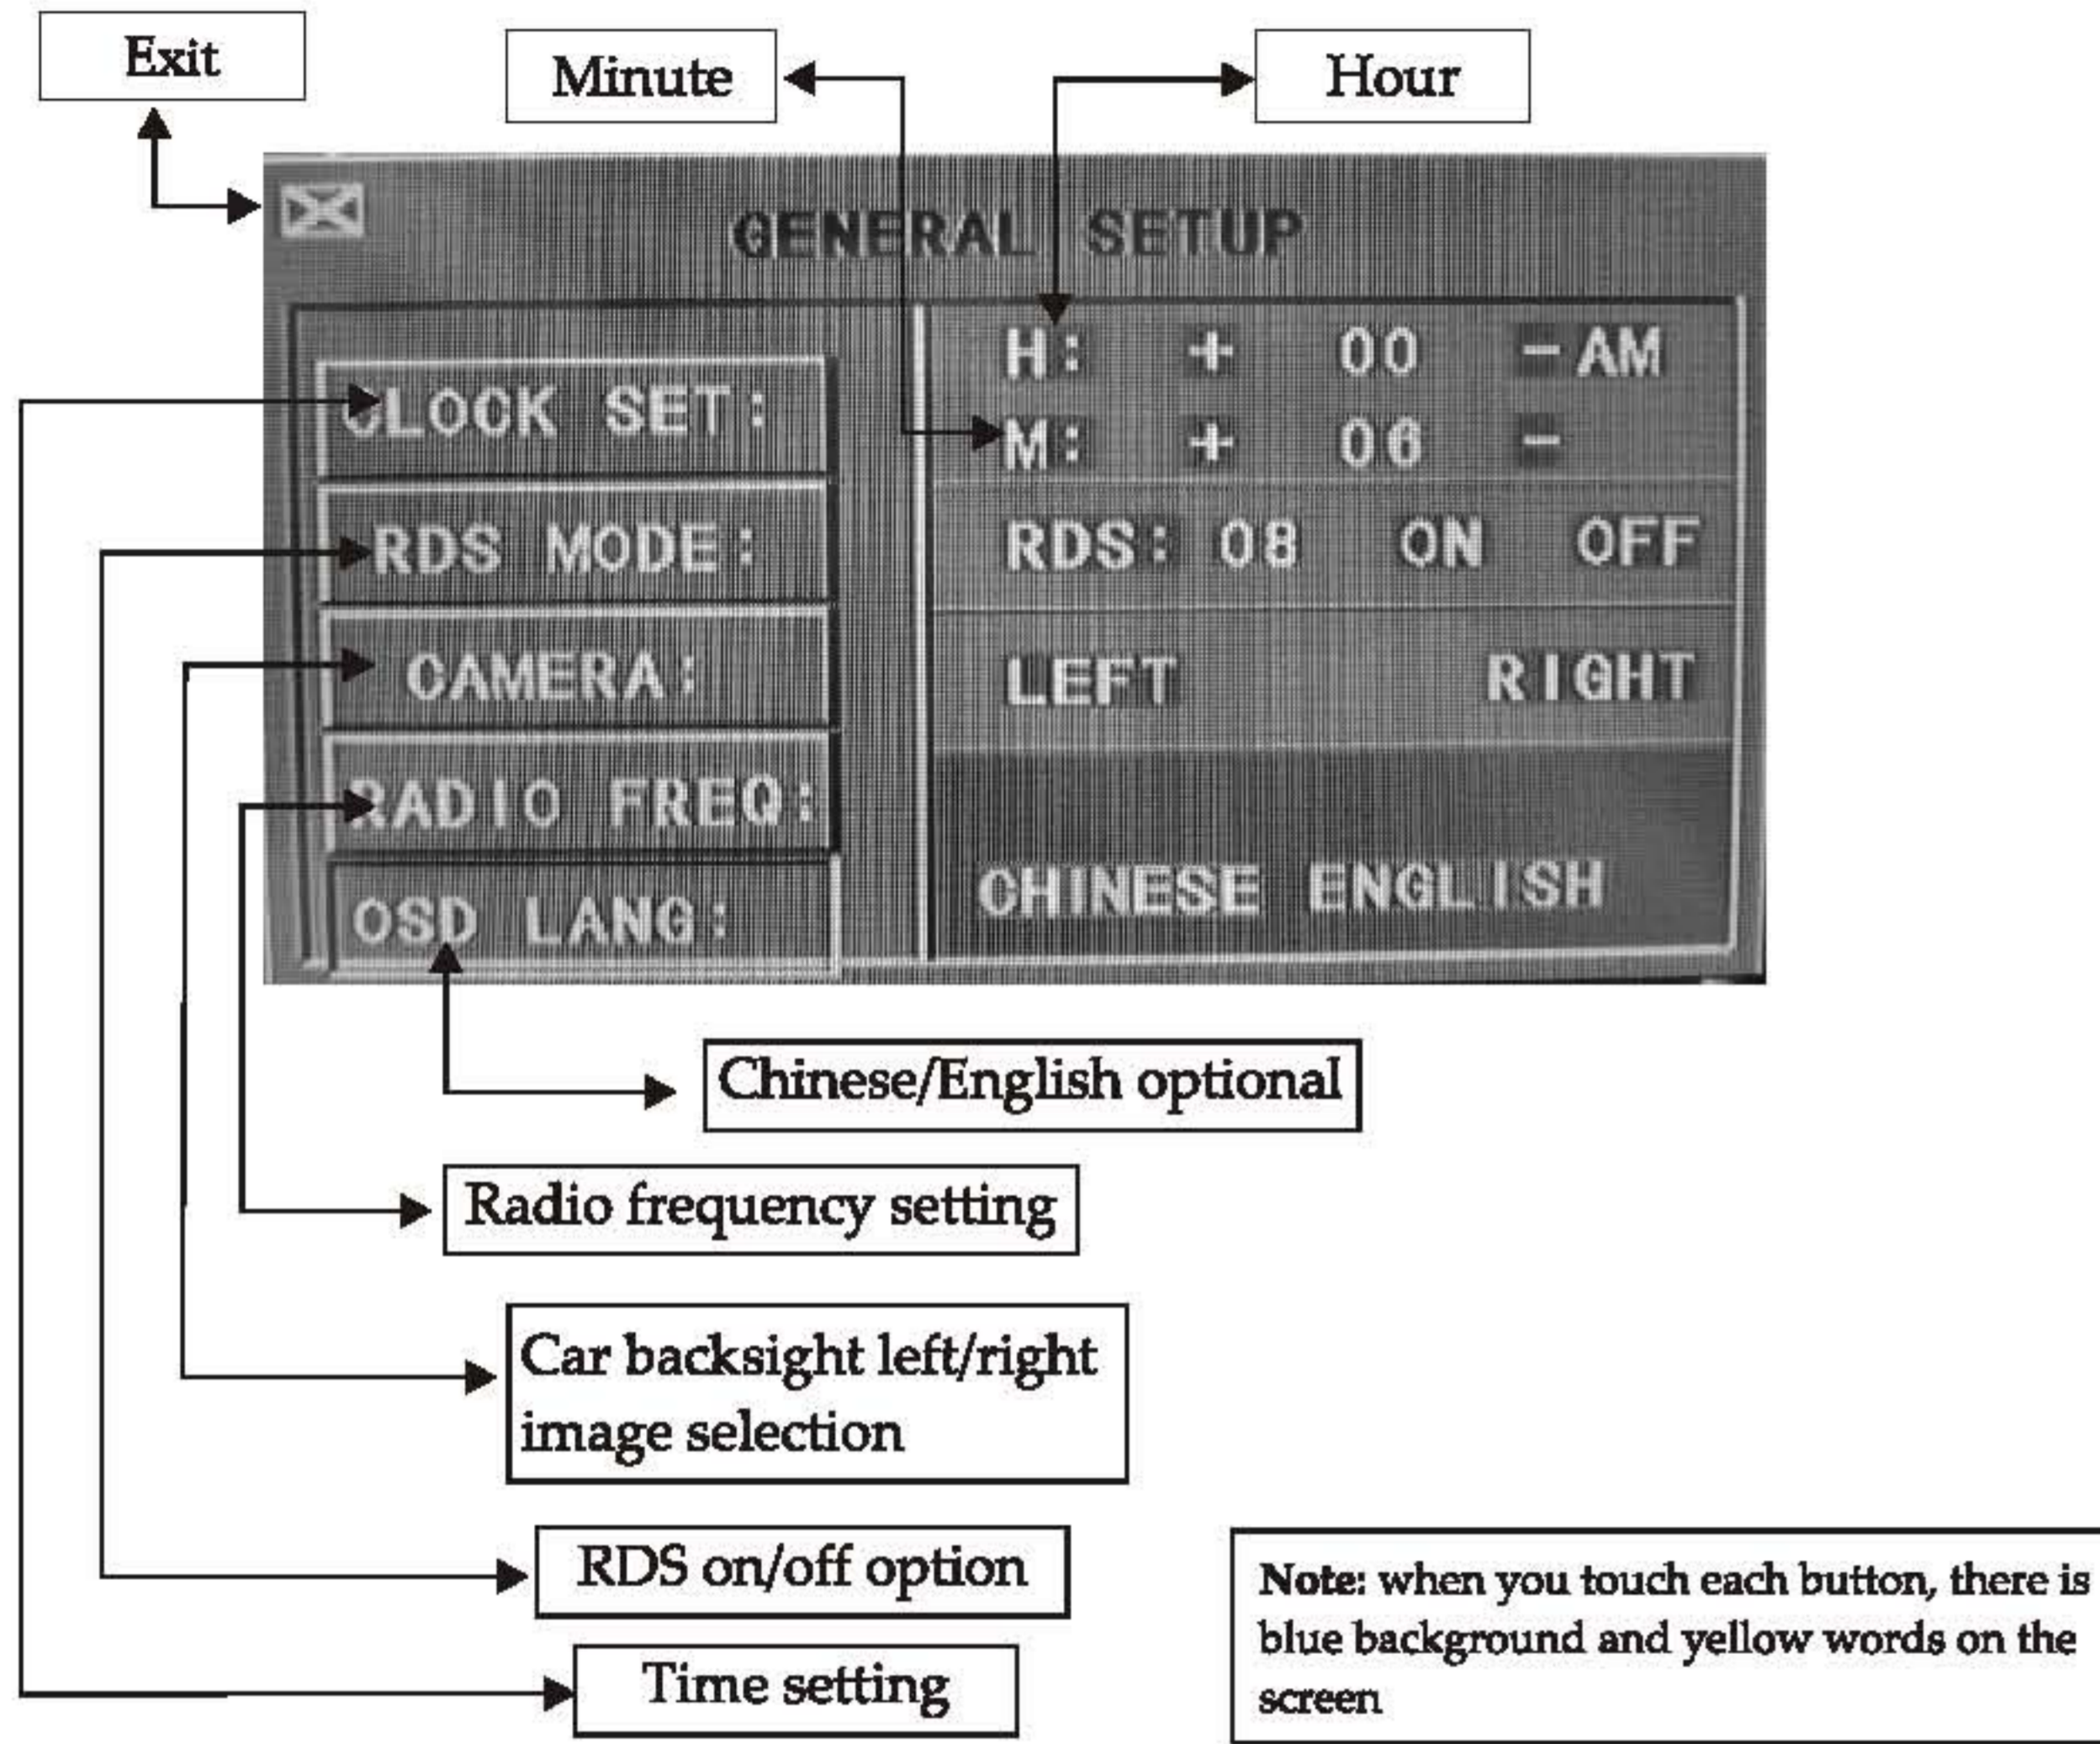 Exit
Minute
Hour
GENERAL SETUP
CLOCK SET:
H: + 00 - AM
M: + 06 -
RDS MODE:
RDS: 08 ON OFF
CAMERA:
LEFT RIGHT
RADIO FREQ:
OSD LANG:
CHINESE ENGLISH
Chinese/English optional
Radio frequency setting
Car backsight left/right
image selection
RDS on/off option
Time setting
Note: when you touch each button, there is
blue background and yellow words on the
screen